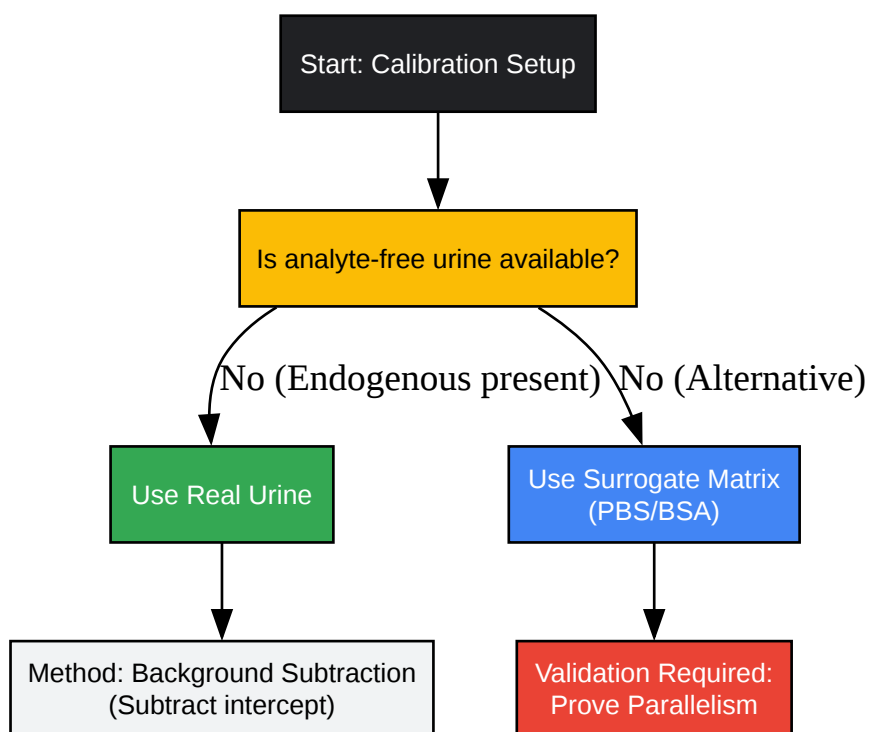 Start: Calibration Setup
Is analyte-free urine available?
No (Endogenous present)
No (Alternative)
Use Real Urine
Use Surrogate Matrix
(PBS/BSA)
Method: Background Subtraction
(Subtract intercept)
Validation Required:
Prove Parallelism